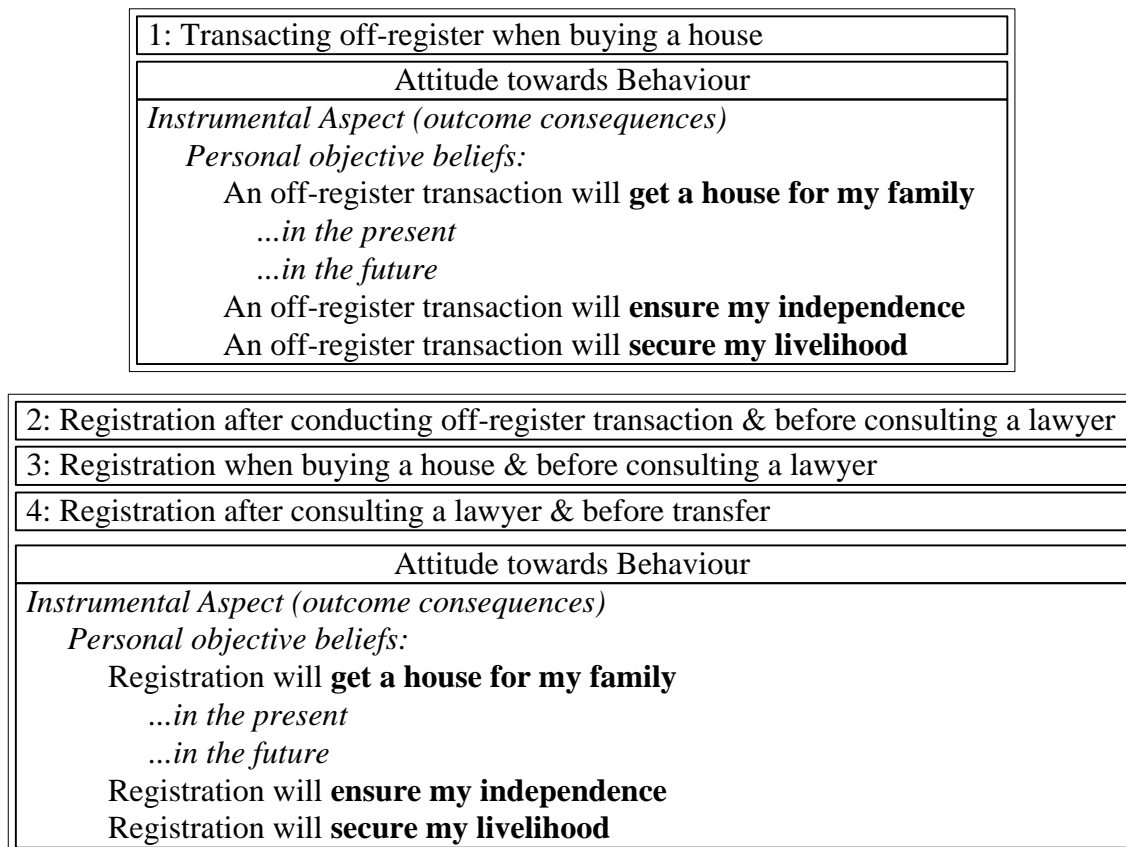 1: Transacting off-register when buying a house
Attitude towards Behaviour
Instrumental Aspect (outcome consequences)
Personal objective beliefs:
An off-register transaction will get a house for my family
...in the present
...in the future
An off-register transaction will ensure my independence
An off-register transaction will secure my livelihood
2: Registration after conducting off-register transaction & before consulting a lawyer
3: Registration when buying a house & before consulting a lawyer
4: Registration after consulting a lawyer & before transfer
Attitude towards Behaviour
Instrumental Aspect (outcome consequences)
Personal objective beliefs:
Registration will get a house for my family
...in the present
...in the future
Registration will ensure my independence
Registration will secure my livelihood